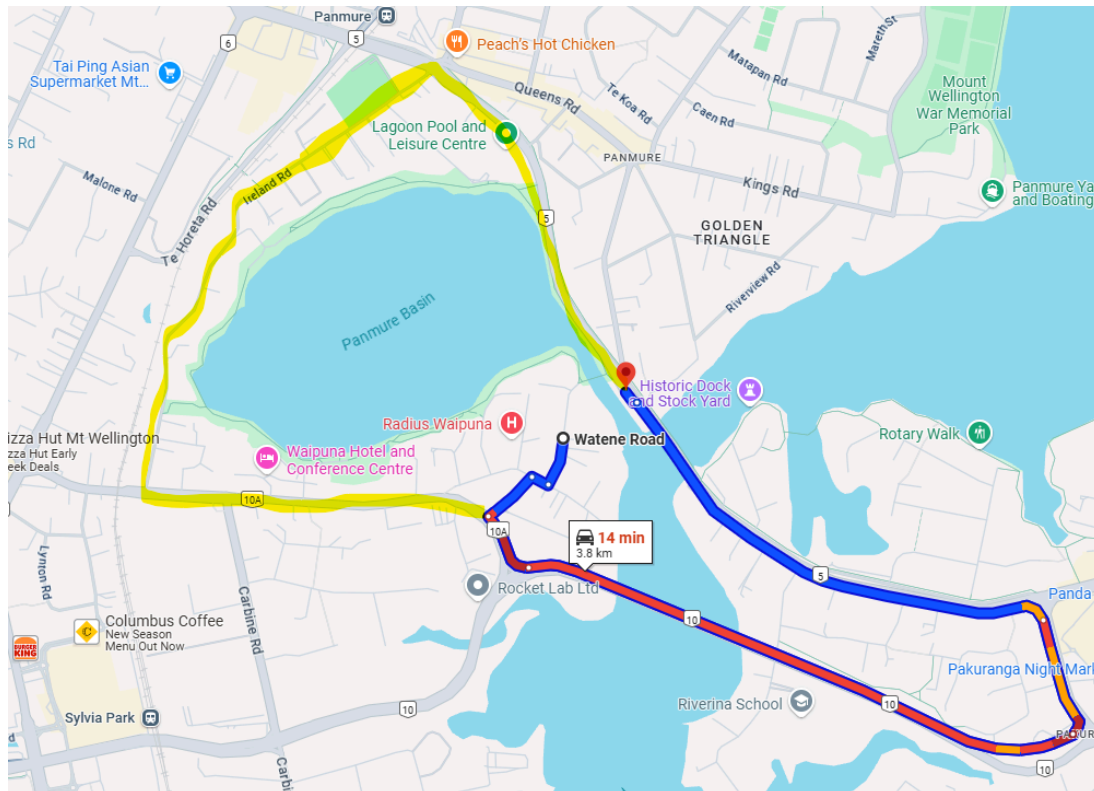 Panmure
5
6
Peach's Hot Chicken
Tai Ping Asian
Supermarket Mt...
Mareth St
Matapan Rd
Queens Rd
Te Koa Rd
Caen Rd
Mount
Wellington
War Memorial
Park
Lagoon Pool and
Leisure Centre
s Rd
PANMURE
Malone Rd
Ireland Rd
Kings Rd
Panmure Ya
and Boating
Te Horeta Rd
5
GOLDEN
TRIANGLE
Riverview Rd
Panmure Basin
Historic Dock
and Stock Yard
Radius Waipuna
H
Watene Road
Rotary Walk
izza Hut Mt Wellington
izza Hut Early
eek Deals
Waipuna Hotel and
Conference Centre
10A
10A
14 min
3.8 km
5
Lynton Rd
Carbine Rd
Rocket Lab Ltd
Panda
10
Columbus Coffee
New Season
Menu Out Now
BURGER
KING
Pakuranga Night Mark
Riverina School
10
Sylvia Park
10
PA
UR
Carbi
10